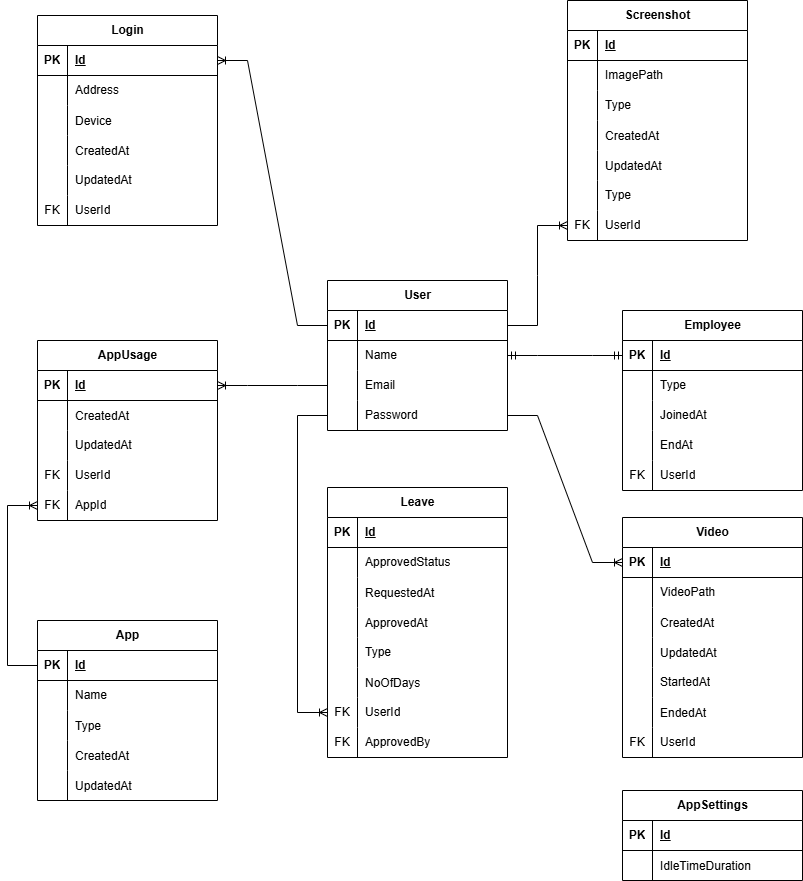 Login
PK Id
Address
Device
CreatedAt
UpdatedAt
FK UserId
Screenshot
PK Id
ImagePath
Type
CreatedAt
UpdatedAt
Type
FK UserId
User
PK Id
Name
Email
Password
Employee
PK Id
Type
JoinedAt
EndAt
FK UserId
AppUsage
PK Id
CreatedAt
UpdatedAt
FK UserId
FK AppId
Leave
PK Id
ApprovedStatus
RequestedAt
ApprovedAt
Type
NoOfDays
FK UserId
FK ApprovedBy
Video
PK Id
VideoPath
CreatedAt
UpdatedAt
StartedAt
EndedAt
FK UserId
App
PK Id
Name
Type
CreatedAt
UpdatedAt
AppSettings
PK Id
IdleTimeDuration